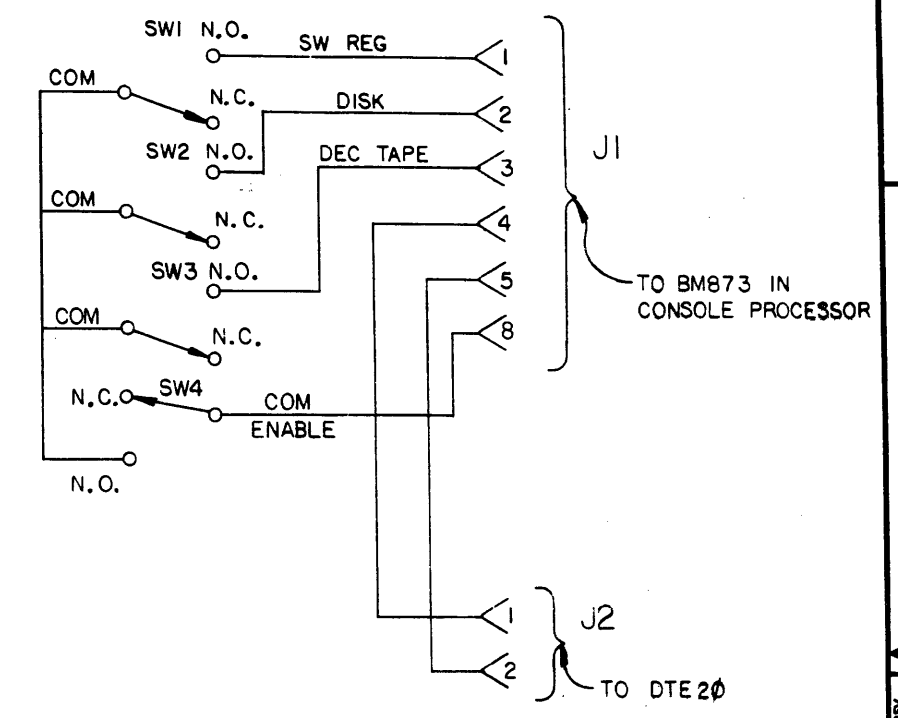 SW1 N.O.
SW REG
1
COM
N.C.
DISK
2
SW2 N.O.
DEC TAPE
3
J1
COM
N.C.
4
SW3 N.O.
5
TO BM873 IN
CONSOLE PROCESSOR
COM
N.C.
8
N.C.
SW4
COM
ENABLE
N.O.
1
J2
2
TO DTE2Ø